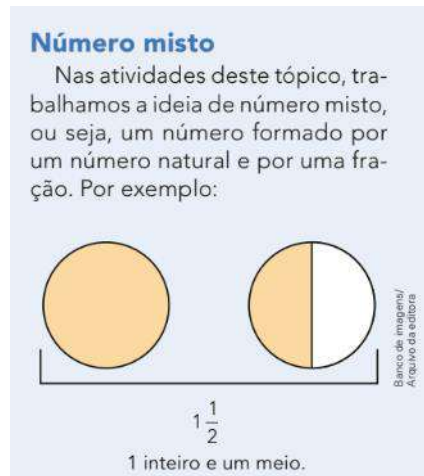 Número misto
Nas atividades deste tópico, tra-
balhamos a ideia de número misto,
ou seja, um número formado por
um número natural e por uma fra-
ção. Por exemplo:
Banco de imagens/
Arquivo da editora
1 1/2
1 inteiro e um meio.